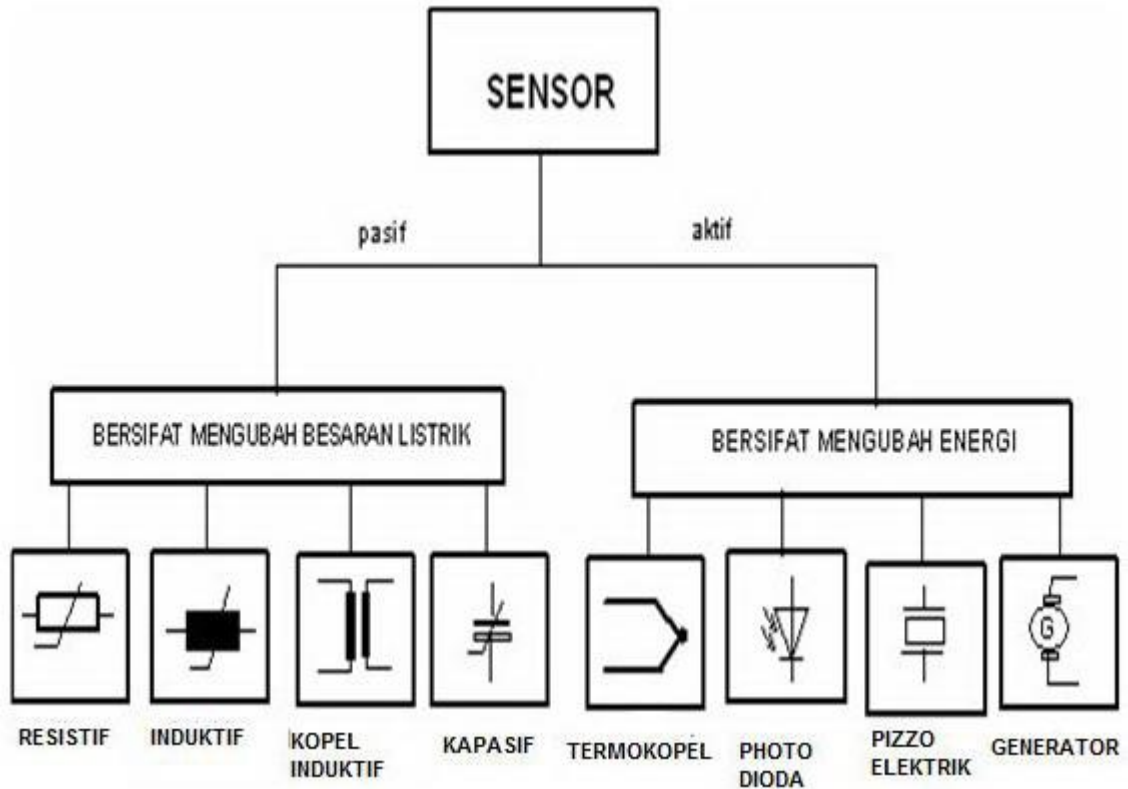 SENSOR
pasif
aktif
BERSIFAT MENGUBAH BESARAN LISTRIK
BERSIFAT MENGUBAH ENERGI
RESISTIF
INDUKTIF
KOPEL
INDUKTIF
KAPASIF
TERMOKOPEL
PHOTO
DIODA
PIZZO
ELEKTRIK
G
GENERATOR